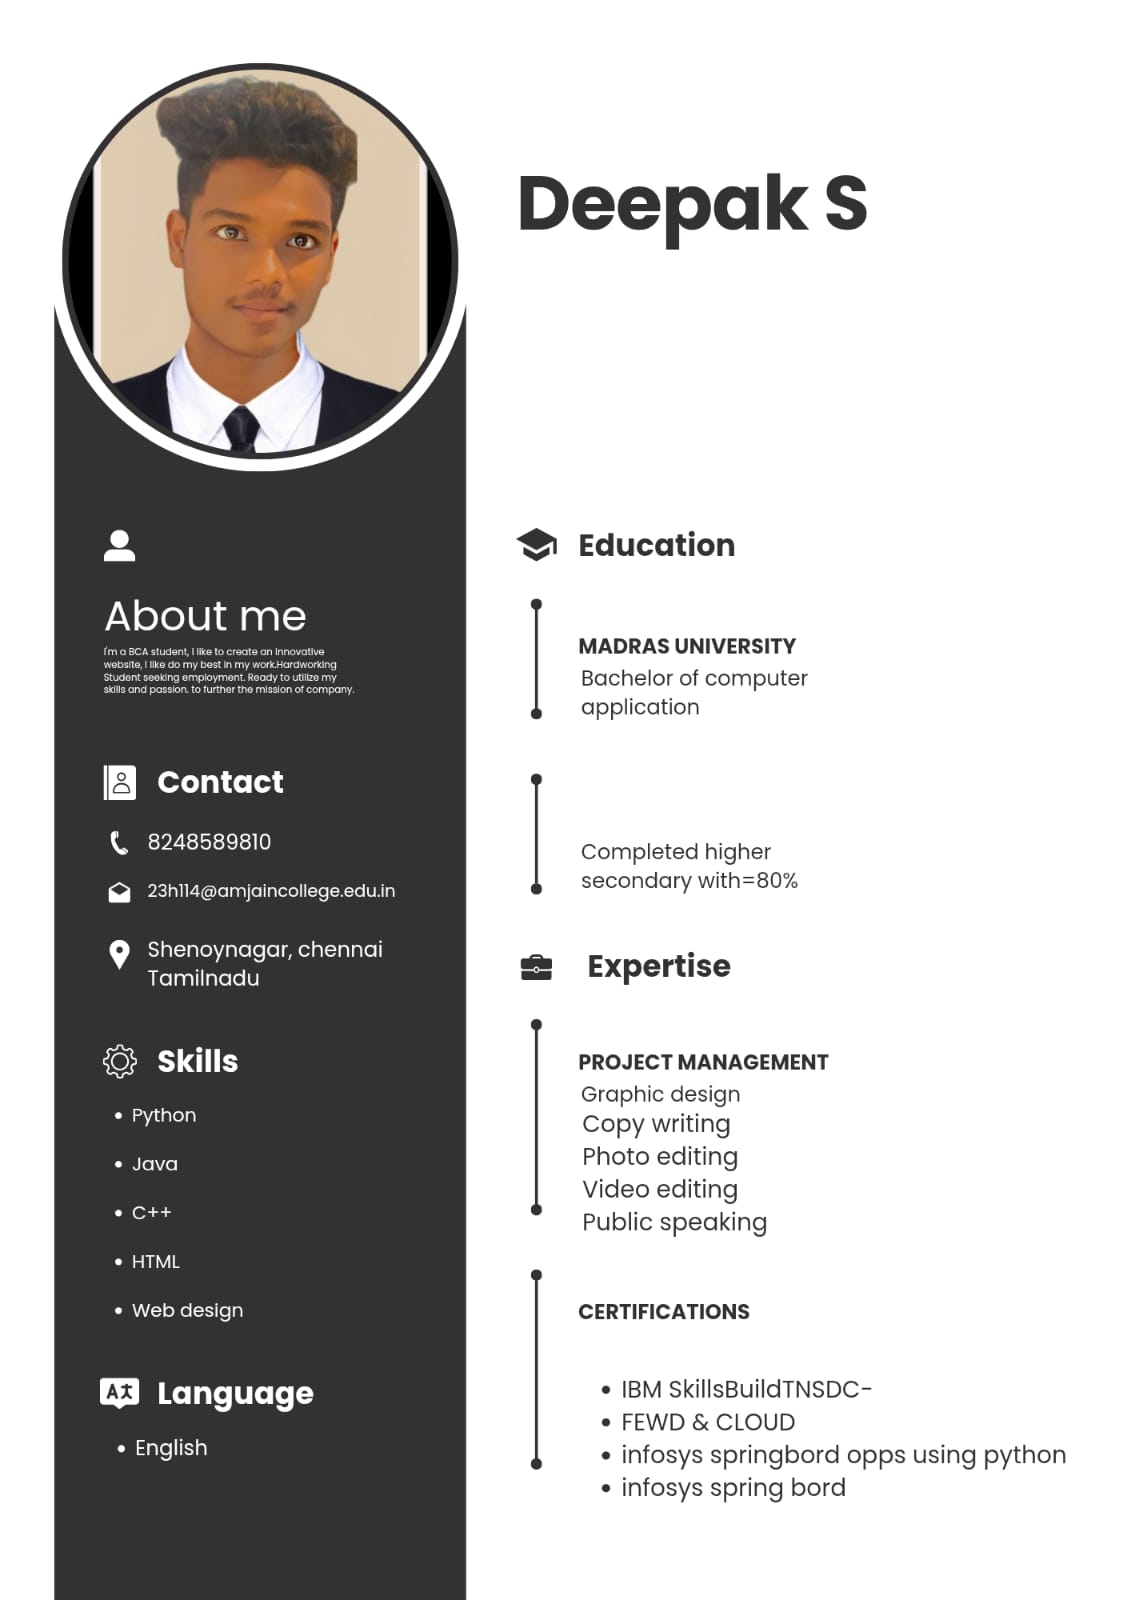 Deepak S
About me
I'm a BCA student, I like to create an innovative
website, I like do my best in my work.Hardworking
Student seeking employment. Ready to utilize my
skills and passion. to further the mission of company.
Contact
8248589810
23h114@amjaincollege.edu.in
Shenoynagar, chennai
Tamilnadu
Skills
• Python
• Java
• C++
• HTML
• Web design
Language
• English
Education
MADRAS UNIVERSITY
Bachelor of computer
application
Completed higher
secondary with=80%
Expertise
PROJECT MANAGEMENT
Graphic design
Copy writing
Photo editing
Video editing
Public speaking
CERTIFICATIONS
• IBM SkillsBuildTNSDC-
• FEWD & CLOUD
• infosys springbord opps using python
• infosys spring bord